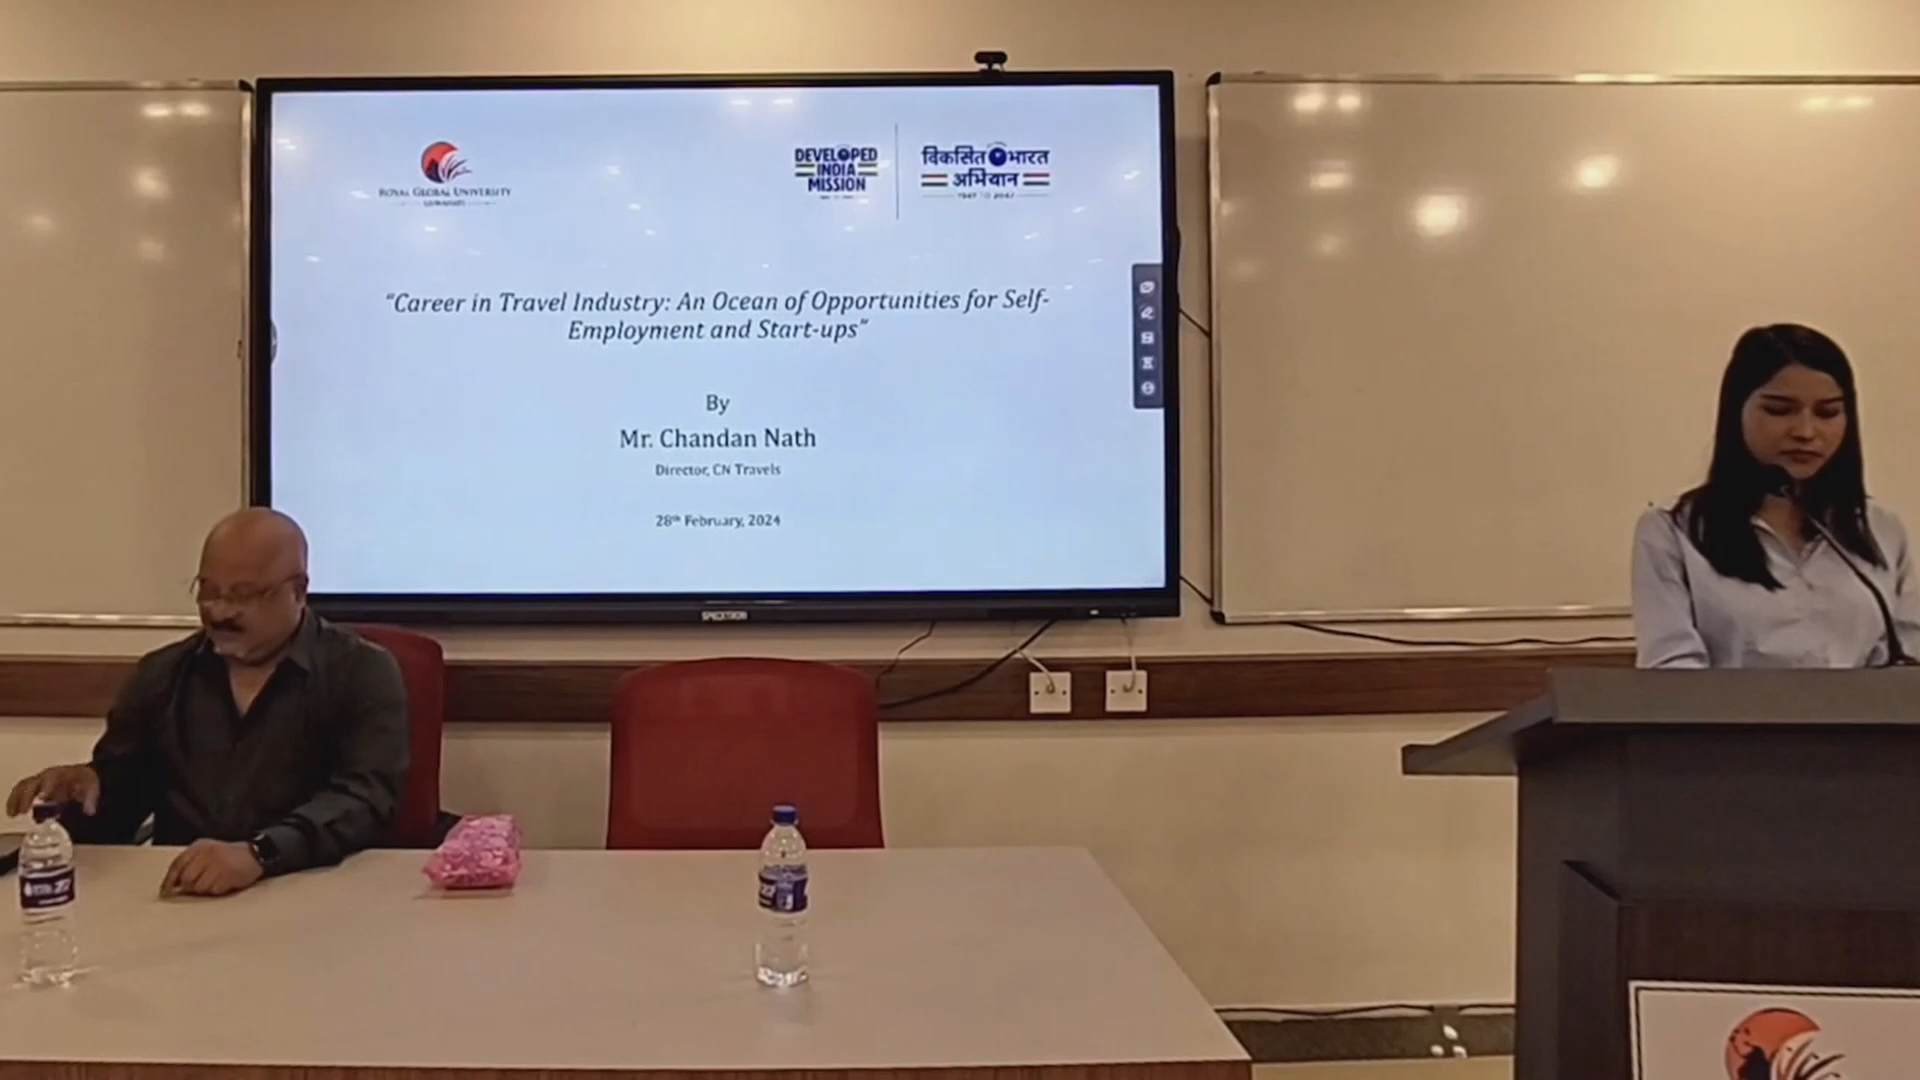 ROYAL GLOBAL UNIVERSITY
GUWAHATI
DEVELOPED
INDIA
MISSION
विकसित भारत
अभियान
1947 TO 2047
“Career in Travel Industry: An Ocean of Opportunities for Self-
Employment and Start-ups”
By
Mr. Chandan Nath
Director, CN Travels
28th February, 2024